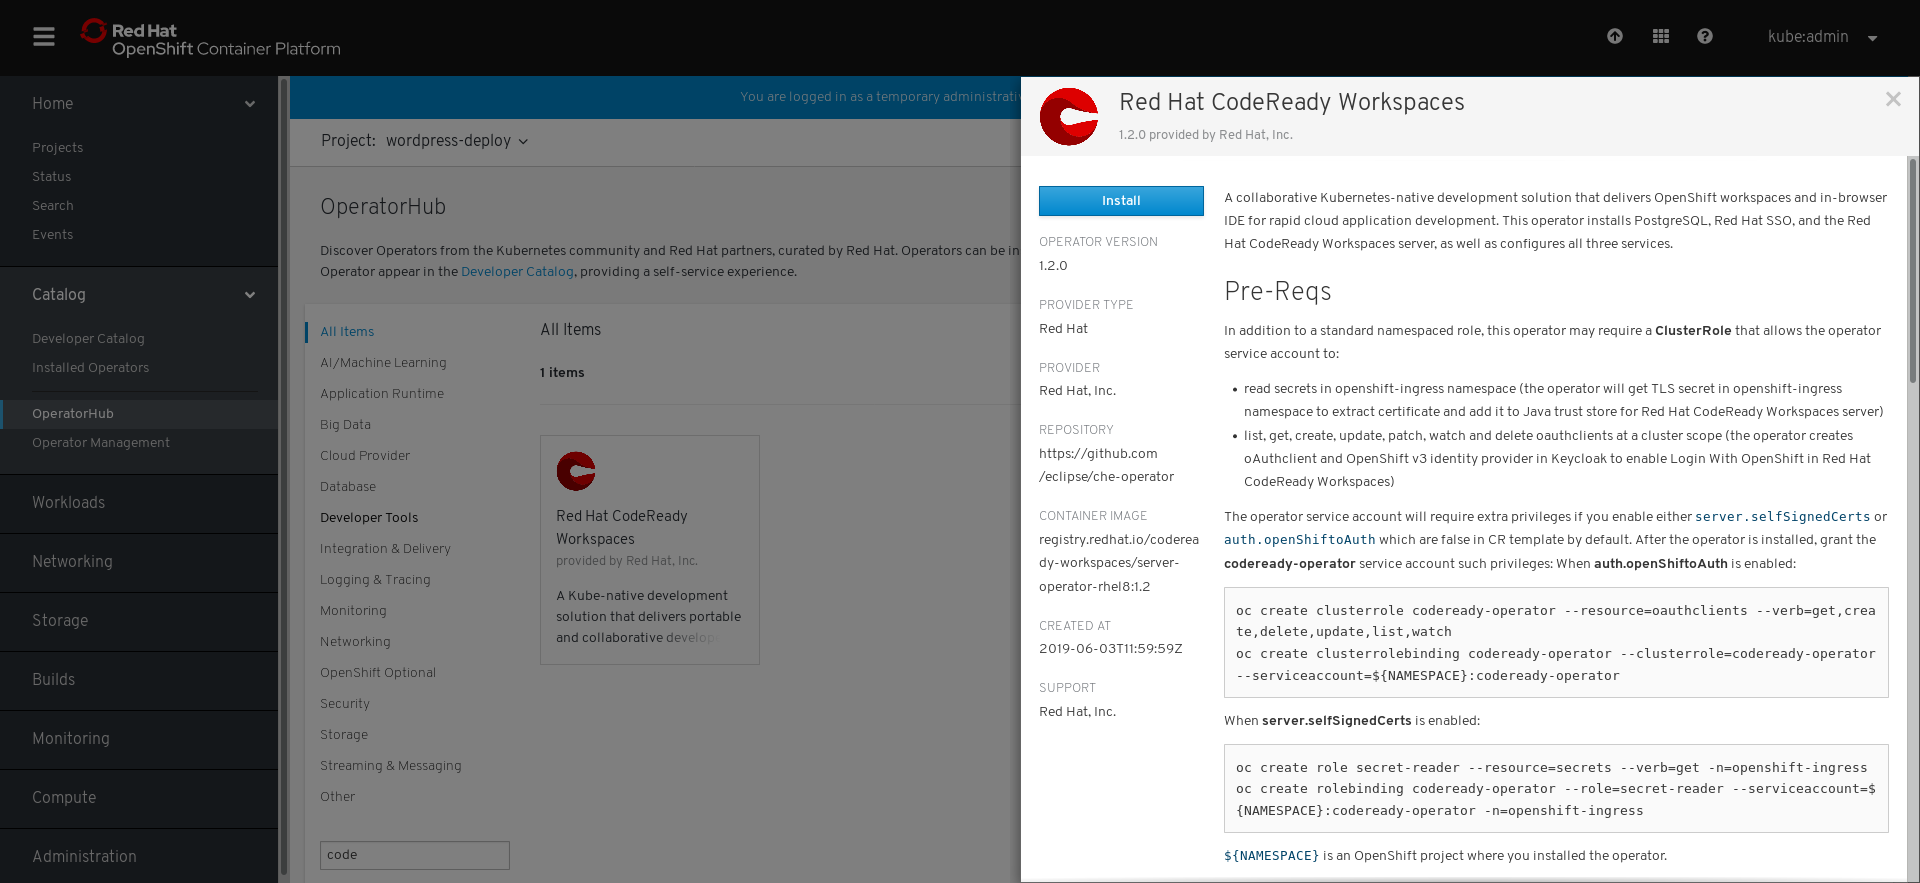 Red Hat
OpenShift Container Platform
kube:admin
Home
Projects
Status
Search
Events
Catalog
Developer Catalog
Installed Operators
OperatorHub
Operator Management
Workloads
Networking
Storage
Builds
Monitoring
Compute
Administration
You are logged in as a temporary
Project: wordpress-deploy
OperatorHub
Discover Operators from the Kubernetes community and Red Hat partners, curated by Red Hat. Operators can be in
Operator appear in the Developer Catalog, providing a self-service experience.
All Items
AI/Machine Learning
Application Runtime
Big Data
Cloud Provider
Database
Developer Tools
Integration & Delivery
Logging & Tracing
Monitoring
Networking
OpenShift Optional
Security
Storage
Streaming & Messaging
Other
code
All Items
1 items
Red Hat CodeReady
Workspaces
provided by Red Hat, Inc.
A Kube-native development
solution that delivers portable
and collaborative
Red Hat CodeReady Workspaces
1.2.0 provided by Red Hat, Inc.
Install
OPERATOR VERSION
1.2.0
PROVIDER TYPE
Red Hat
PROVIDER
Red Hat, Inc.
REPOSITORY
https://github.com
/eclipse/che-operator
CONTAINER IMAGE
registry.redhat.io/coderea
dy-workspaces/server-
operator-rhel8:1.2
CREATED AT
2019-06-03T11:59:59Z
SUPPORT
Red Hat, Inc.
A collaborative Kubernetes-native development solution that delivers OpenShift workspaces and in-browser
IDE for rapid cloud application development. This operator installs PostgreSQL, Red Hat SSO, and the Red
Hat CodeReady Workspaces server, as well as configures all three services.
Pre-Reqs
In addition to a standard namespaced role, this operator may require a ClusterRole that allows the operator
service account to:
• read secrets in openshift-ingress namespace (the operator will get TLS secret in openshift-ingress
namespace to extract certificate and add it to Java trust store for Red Hat CodeReady Workspaces server)
• list, get, create, update, patch, watch and delete oauthclients at a cluster scope (the operator creates
oAuthclient and OpenShift v3 identity provider in Keycloak to enable Login With OpenShift in Red Hat
CodeReady Workspaces)
The operator service account will require extra privileges if you enable either server.selfSignedCerts or
auth.openShiftoAuth which are false in CR template by default. After the operator is installed, grant the
codeready-operator service account such privileges: When auth.openShiftoAuth is enabled:
oc create clusterrole codeready-operator --resource=oauthclients --verb=get,crea
te,delete,update,list,watch
oc create clusterrolebinding codeready-operator --clusterrole=codeready-operator
--serviceaccount=${NAMESPACE}:codeready-operator
When server.selfSignedCerts is enabled:
oc create role secret-reader --resource=secrets --verb=get -n=openshift-ingress
oc create rolebinding codeready-operator --role=secret-reader --serviceaccount=$
{NAMESPACE}:codeready-operator -n=openshift-ingress
${NAMESPACE} is an OpenShift project where you installed the operator.